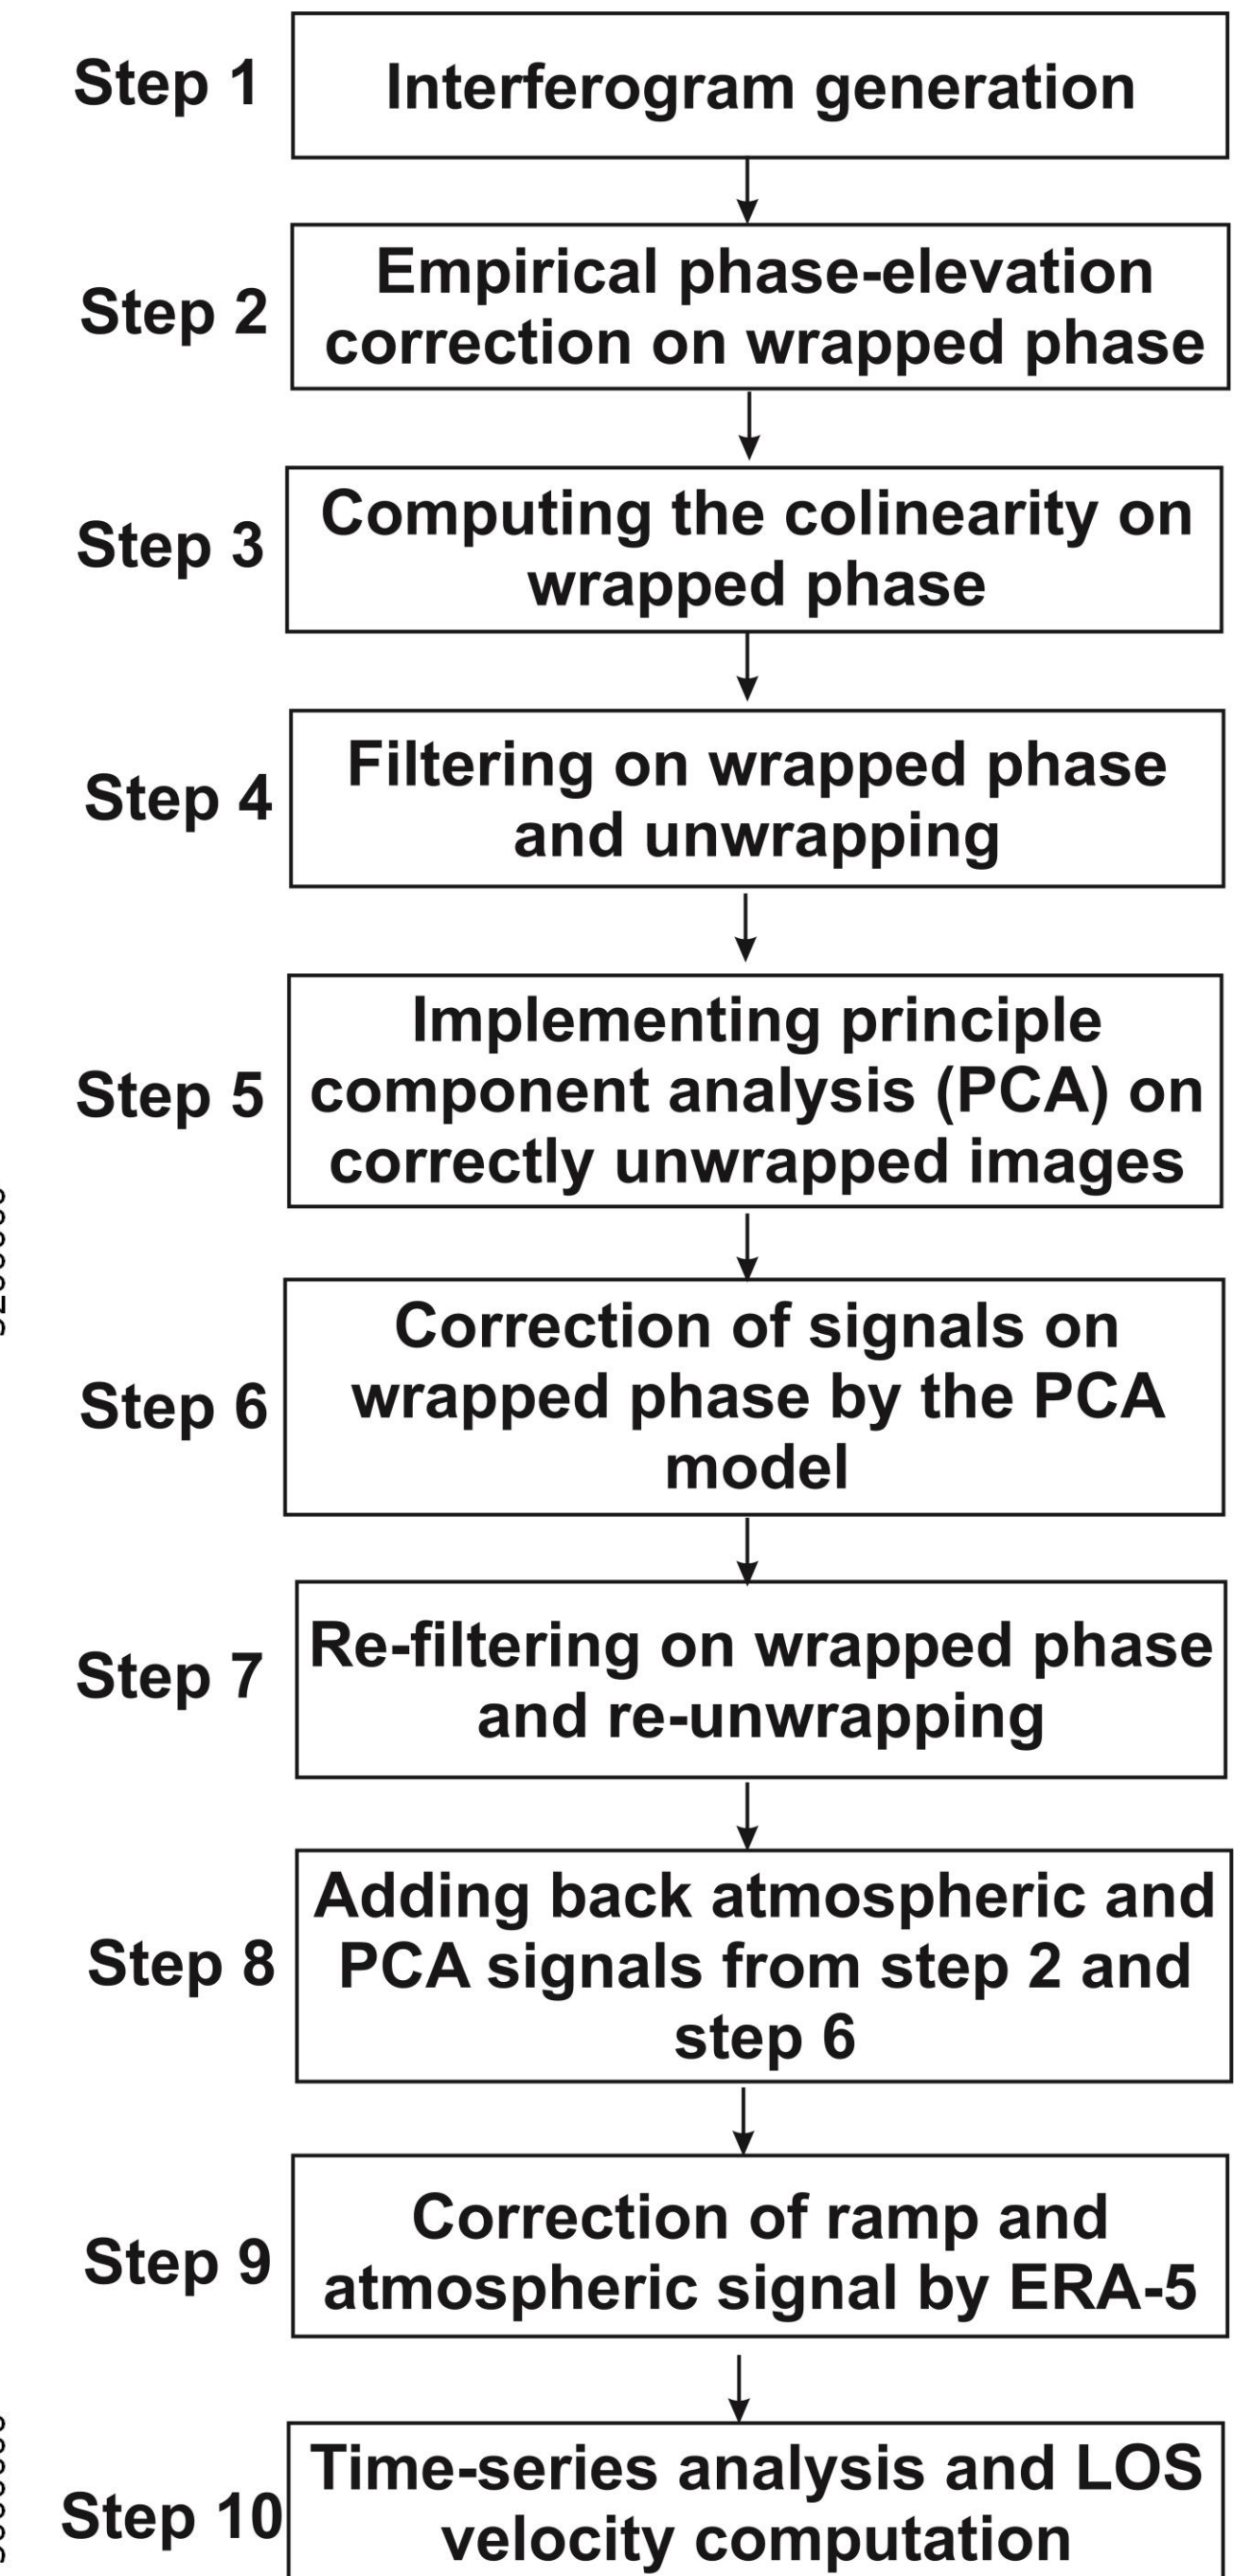 Step 1
Interferogram generation
Step 2
Empirical phase-elevation
correction on wrapped phase
Step 3
Computing the colinearity on
wrapped phase
Step 4
Filtering on wrapped phase
and unwrapping
Step 5
Implementing principle
component analysis (PCA) on
correctly unwrapped images
Step 6
Correction of signals on
wrapped phase by the PCA
model
Step 7
Re-filtering on wrapped phase
and re-unwrapping
Step 8
Adding back atmospheric and
PCA signals from step 2 and
step 6
Step 9
Correction of ramp and
atmospheric signal by ERA-5
Step 10
Time-series analysis and LOS
velocity computation